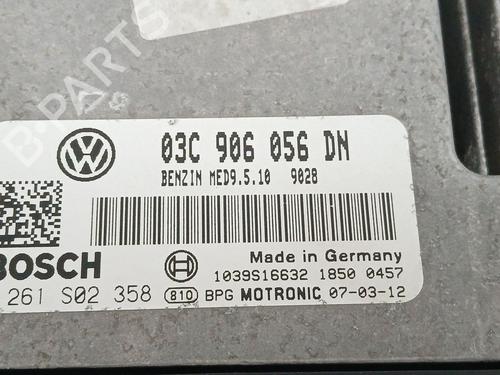 B-PARTS
03C 906 056 DN
BENZIN MED9.5.10 9028
BOSCH
Made in Germany
1039S16632 1850 0457
261 S02 358 810 BPG MOTRONIC 07-03-12